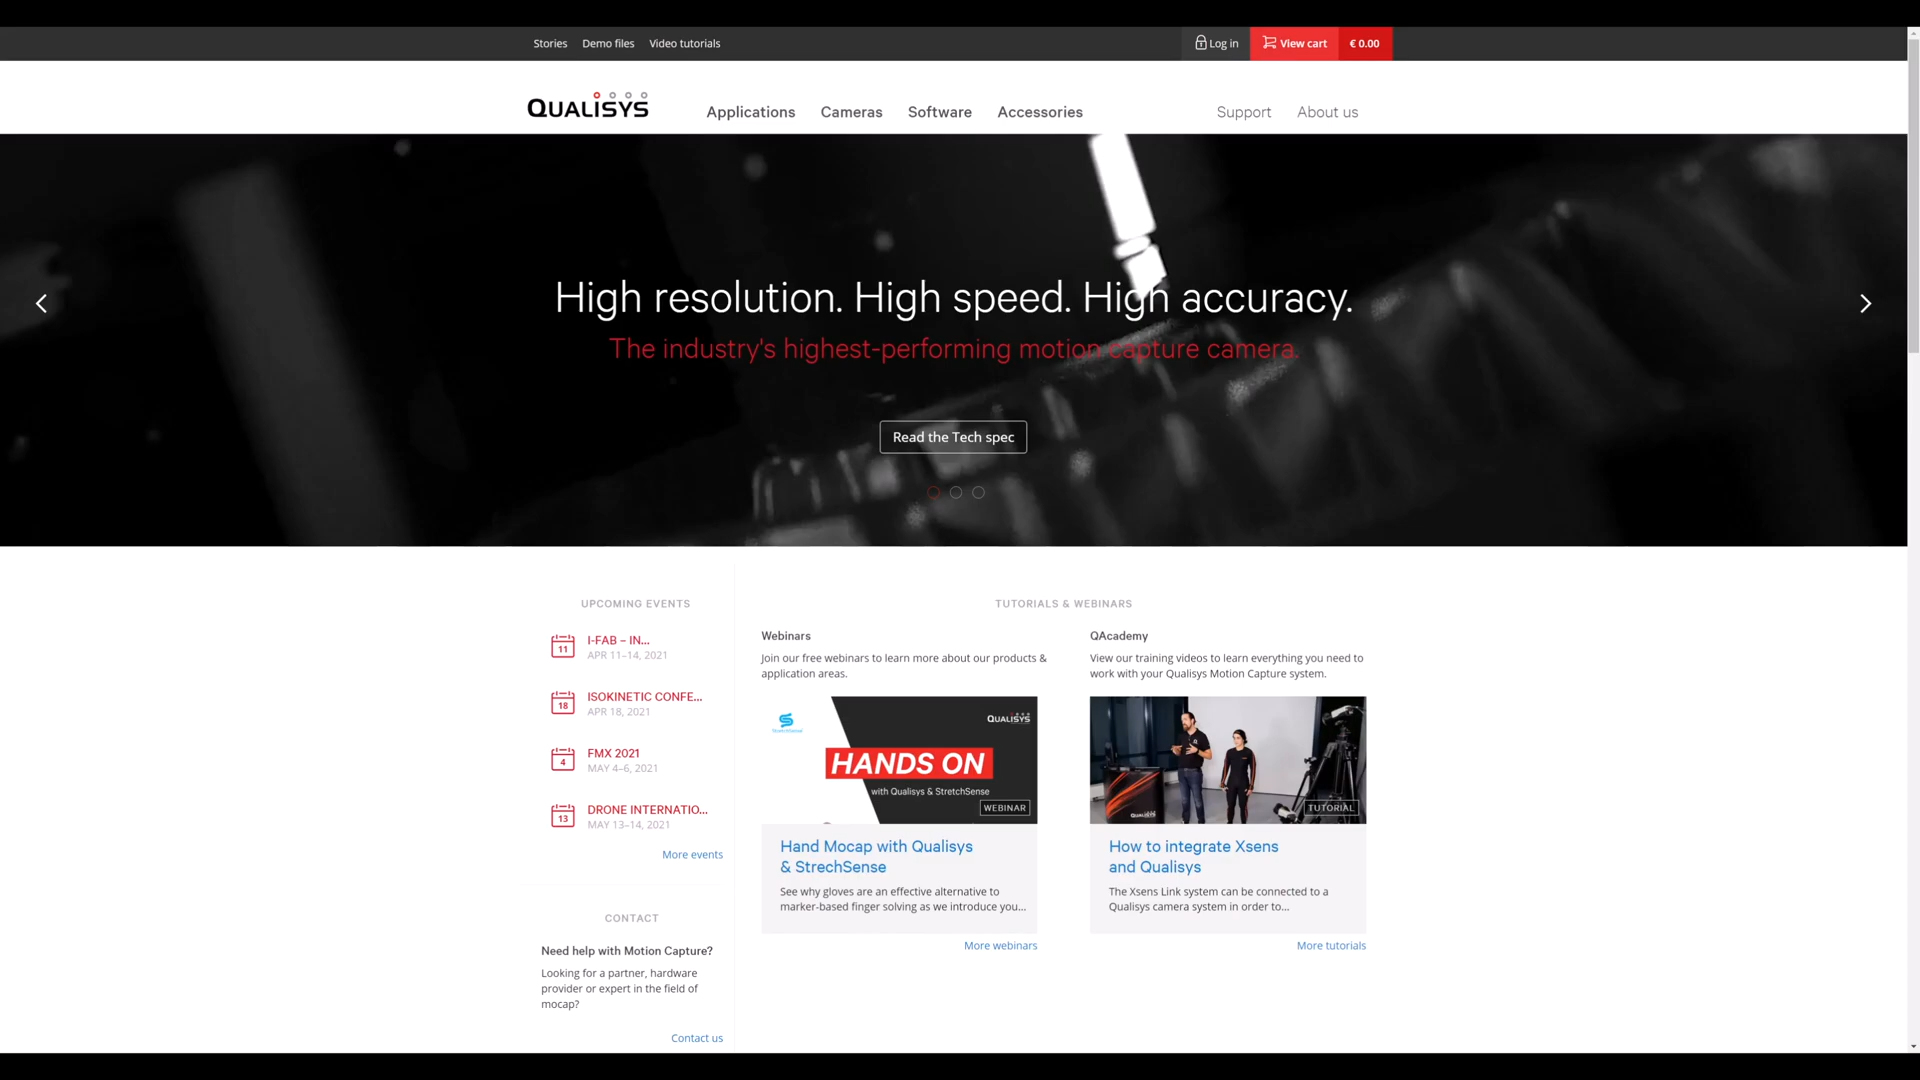 Stories Demo files Video tutorials
Log in View cart € 0.00
QUALISYS
Applications Cameras Software Accessories Support About us
High resolution. High speed. High accuracy.
The industry's highest-performing motion capture camera.
Read the Tech spec
UPCOMING EVENTS
11 I-FAB – IN...
APR 11–14, 2021
18 ISOKINETIC CONFE...
APR 18, 2021
4 FMX 2021
MAY 4–6, 2021
13 DRONE INTERNATIO...
MAY 13–14, 2021
More events
CONTACT
Need help with Motion Capture?
Looking for a partner, hardware
provider or expert in the field of
mocap?
Contact us
TUTORIALS & WEBINARS
Webinars
Join our free webinars to learn more about our products &
application areas.
StretchSense
QUALISYS
HANDS ON
with Qualisys & StretchSense
WEBINAR
Hand Mocap with Qualisys
& StrechSense
See why gloves are an effective alternative to
marker-based finger solving as we introduce you...
More webinars
QAcademy
View our training videos to learn everything you need to
work with your Qualisys Motion Capture system.
QUALISYS
TUTORIAL
How to integrate Xsens
and Qualisys
The Xsens Link system can be connected to a
Qualisys camera system in order to...
More tutorials